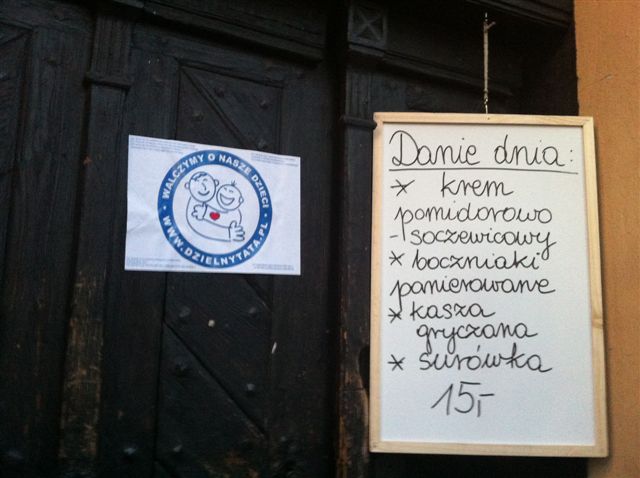 WALCZYMY O NASZE DZIECI
WWW.DZIELNYTATA.PL
Danie dnia:
* krem
pomidorowo
-soczewicowy
* boczniaki
panierowane
* kasza
gryczana
* surówka
15,-